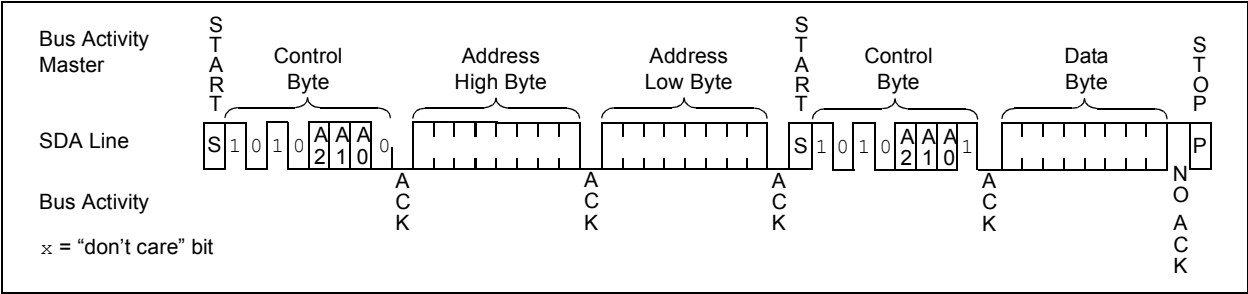 Bus Activity
Master
START
Control
Byte
Address
High Byte
Address
Low Byte
START
Control
Byte
Data
Byte
STOP
SDA Line
S 1 0 1 0 A2 A1 A0 0
S 1 0 1 0 A2 A1 A0 1
P
Bus Activity
ACK
ACK
ACK
ACK
NO ACK
x = “don’t care” bit